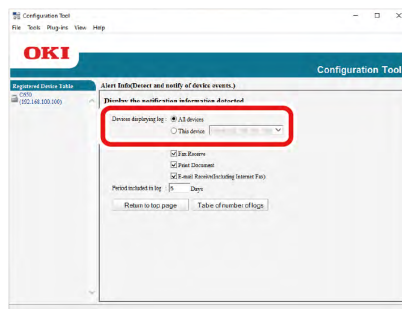 Configuration Tool
File Tools Plug-ins View Help
OKI
Configuration Tool
Registered Device Table
(192.168.100.100)
Alert Info(Detect and notify of device events.)
Display the notification information detected
Devices displaying log : All devices
This device
Fax Receive
Print Document
E-mail Receive(Including Internet Fax)
Period included in log : 5 Days
Return to top page Table of number of logs